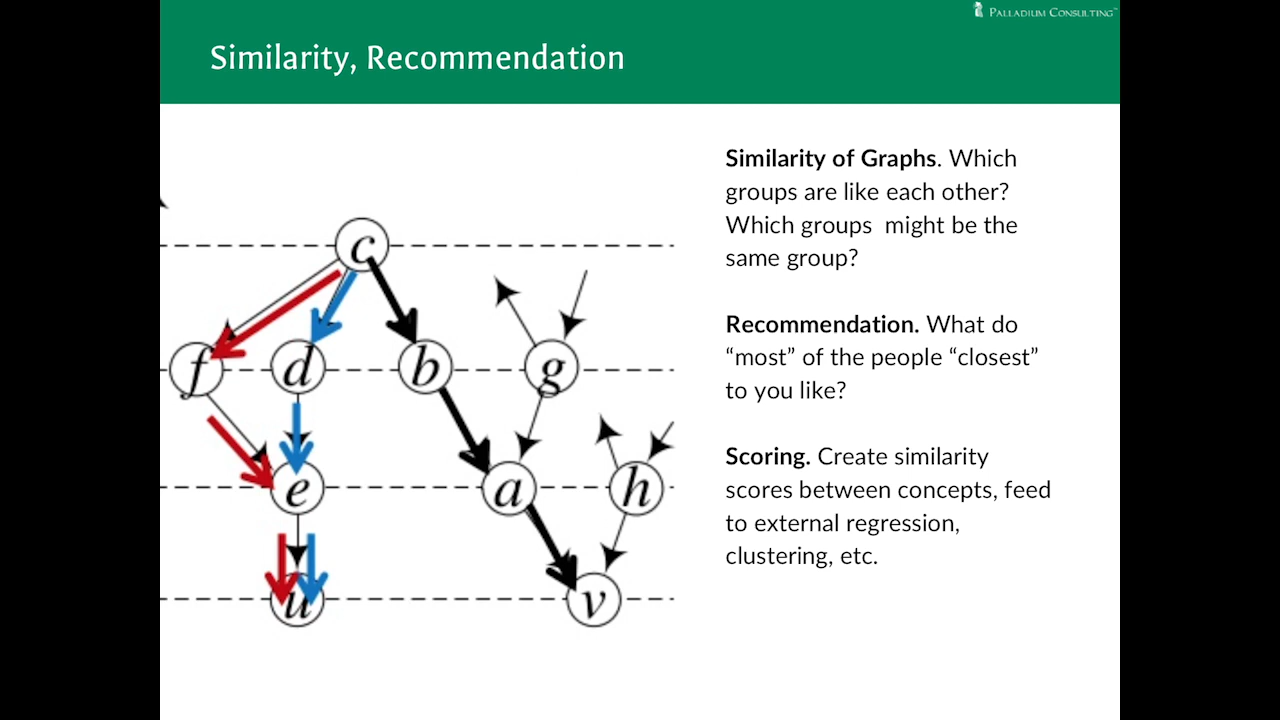 PALLADIUM CONSULTING™
Similarity, Recommendation
Similarity of Graphs. Which
groups are like each other?
Which groups might be the
same group?
Recommendation. What do
“most” of the people “closest”
to you like?
Scoring. Create similarity
scores between concepts, feed
to external regression,
clustering, etc.
c
f d b g
e a h
u v